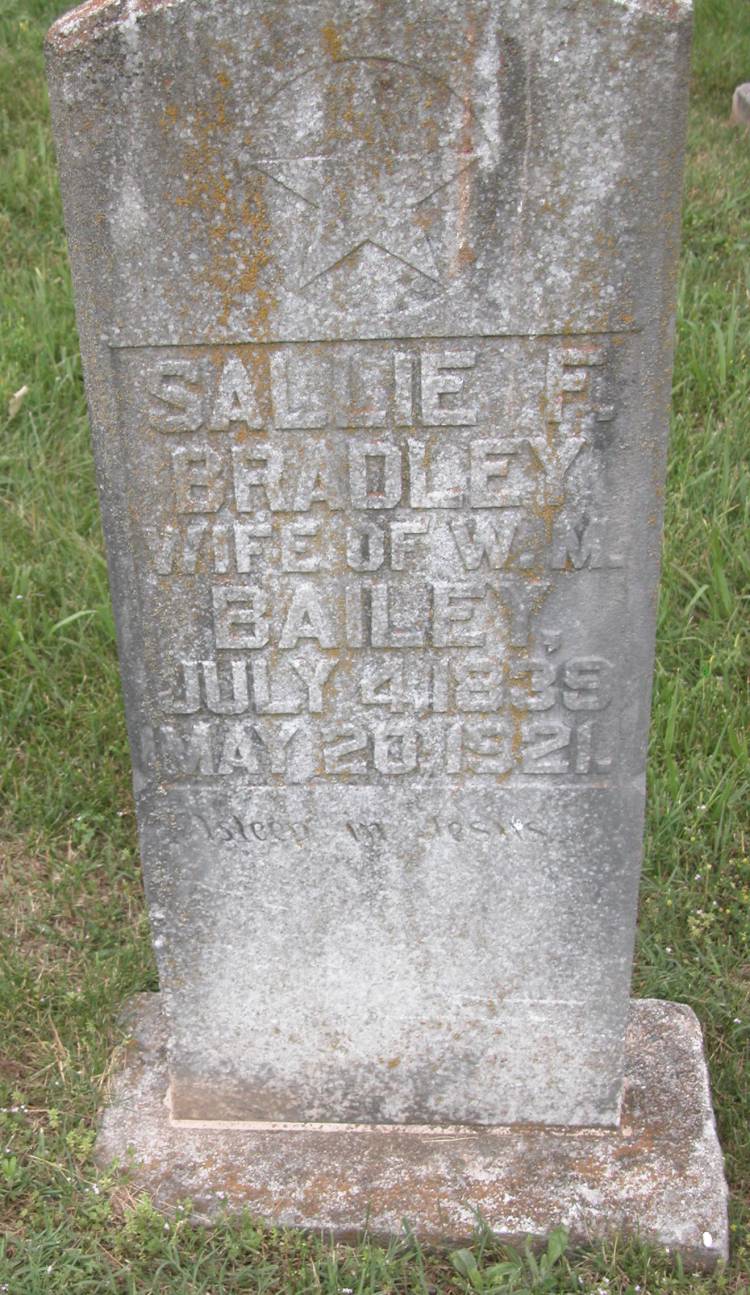 SALLIE F.
BRADLEY
WIFE OF W. M.
BAILEY,
JULY 4, 1839
MAY 20, 1921.
Asleep in Jesus